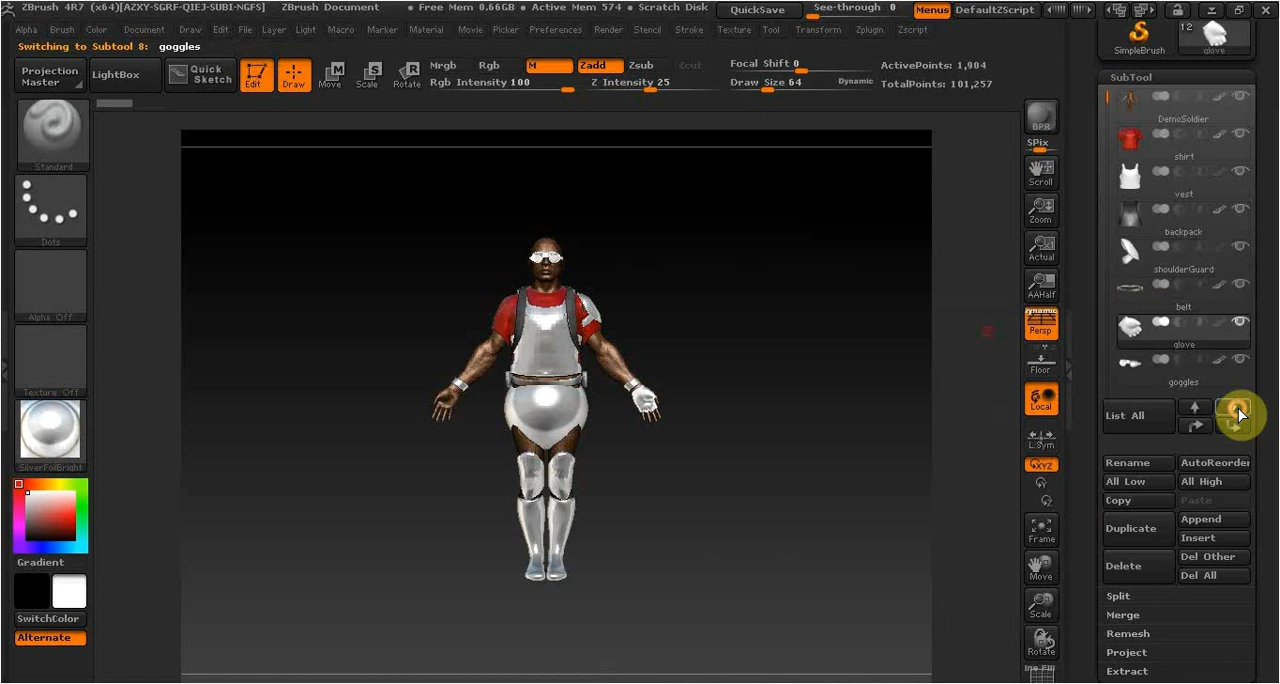 ZBrush 4R7 (x64)[AZXY-SGRF-QIEJ-SUBI-NGFS] ZBrush Document • Free Mem 0.66GB • Active Mem 574 • Scratch Disk QuickSave See-through 0 Menus DefaultZScript
Alpha Brush Color Document Draw Edit File Layer Light Macro Marker Material Movie Picker Preferences Render Stencil Stroke Texture Tool Transform Zplugin Zscript
Switching to Subtool 8: goggles
Projection Master
LightBox
Quick Sketch
Edit
Draw
Move
Scale
Rotate
Mrgb Rgb M Zadd Zsub Zcut
Rgb Intensity 100 Z Intensity 25
Focal Shift 0
Draw Size 64 Dynamic
ActivePoints: 1,904
TotalPoints: 101,257
Standard
Dots
Alpha Off
Texture Off
SilverFoilBright
Gradient
SwitchColor
Alternate
BPR
SPix
Scroll
Zoom
Actual
AAHalf
Dynamic
Persp
Floor
Local
L.Sym
XYZ
Frame
Move
Scale
Rotate
SimpleBrush
12
glove
SubTool
DemoSoldier
shirt
vest
backpack
shoulderGuard
belt
glove
goggles
List All
Rename AutoReorder
All Low All High
Copy Paste
Duplicate
Append
Insert
Delete
Del Other
Del All
Split
Merge
Remesh
Project
Extract